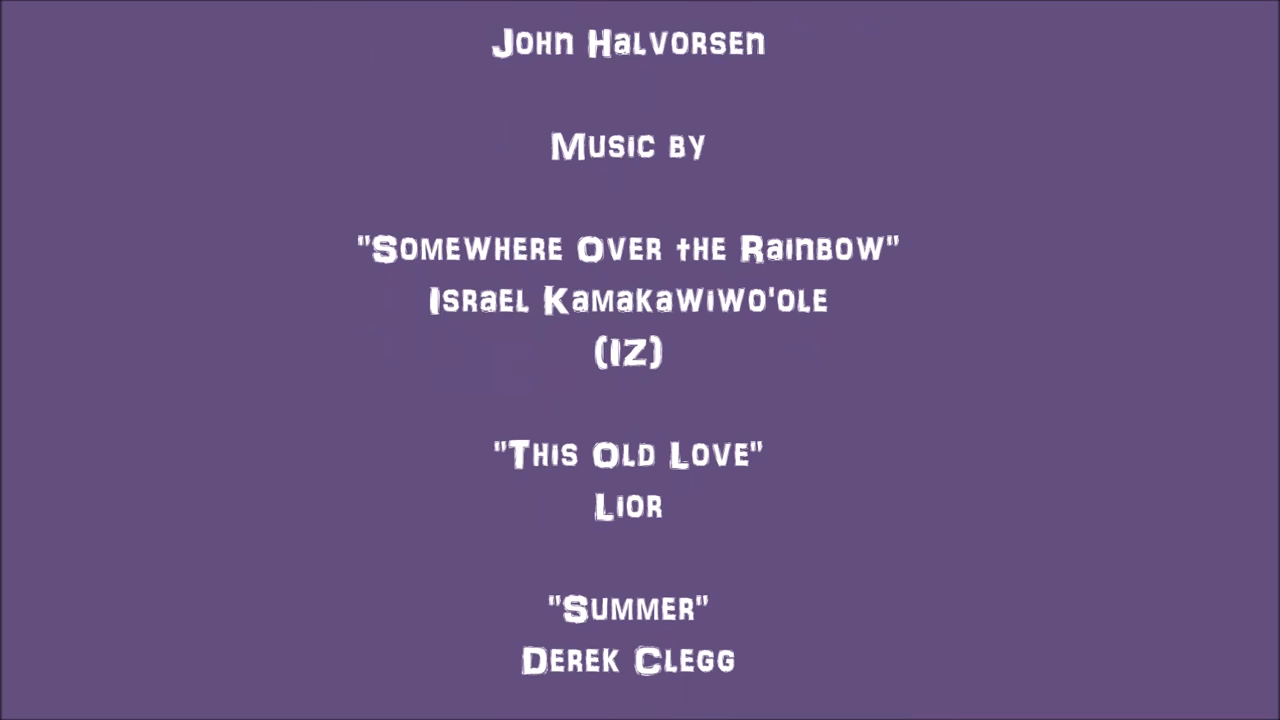 John Halvorsen
Music by
"Somewhere Over the Rainbow"
Israel Kamakawiwo'ole
(IZ)
"This Old Love"
Lior
"Summer"
Derek Clegg